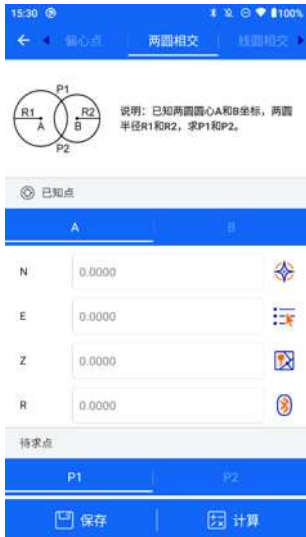 15:30
100%
偏心点 两圆相交 线圆相交
P1
R1 R2
A B
P2
说明：已知两圆圆心A和B坐标，两圆
半径R1和R2，求P1和P2。
已知点
A B
N 0.0000
E 0.0000
Z 0.0000
R 0.0000
待求点
P1 P2
保存 计算